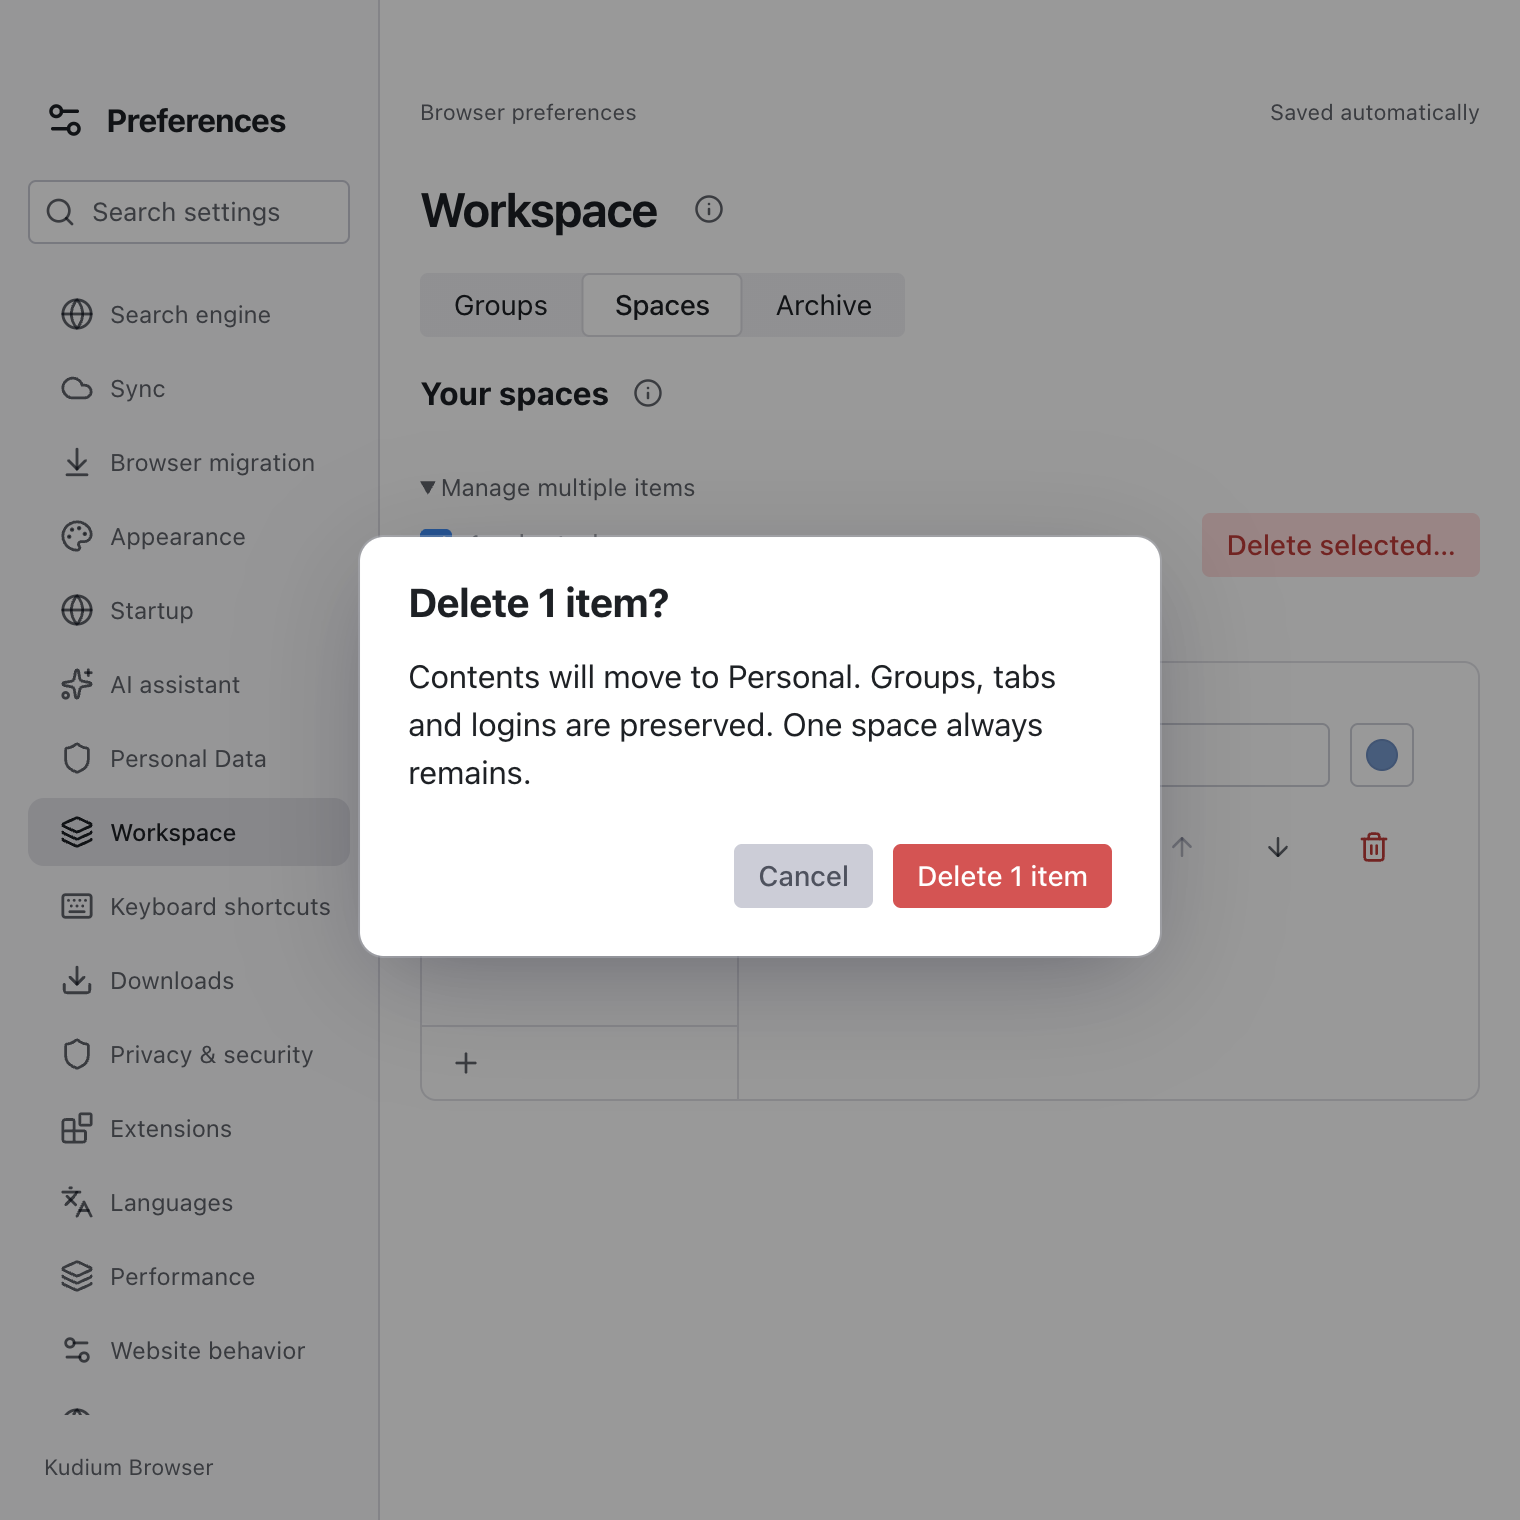 Preferences
Search settings
Search engine
Sync
Browser migration
Appearance
Startup
AI assistant
Personal Data
Workspace
Keyboard shortcuts
Downloads
Privacy & security
Extensions
Languages
Performance
Website behavior
Kudium Browser
Browser preferences
Saved automatically
Workspace
Groups
Spaces
Archive
Your spaces
Manage multiple items
Delete selected...
Delete 1 item?
Contents will move to Personal. Groups, tabs
and logins are preserved. One space always
remains.
Cancel
Delete 1 item